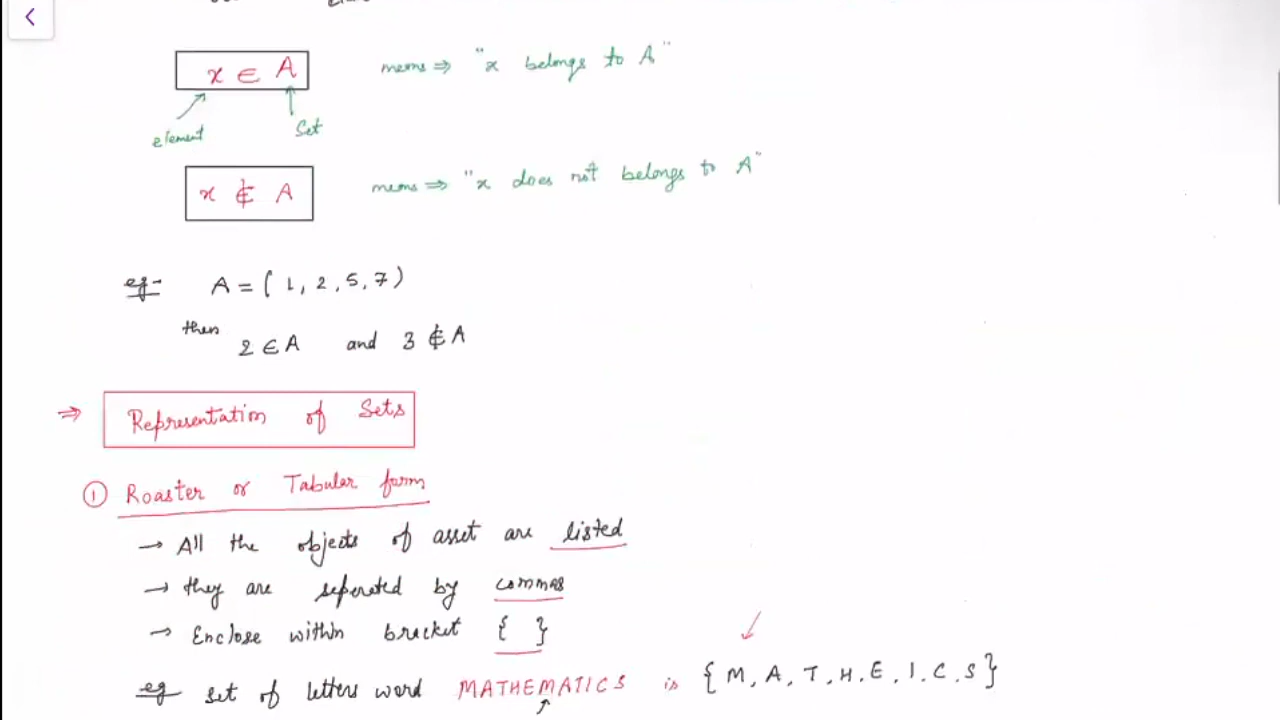 x ∈ A means ⇒ "x belongs to A"
element Set
x ∉ A means ⇒ "x does not belongs to A"
eg- A = ( 1, 2, 5, 7 )
then
2 ∈ A and 3 ∉ A
⇒ Representation of Sets
① Roaster or Tabular form
→ All the objects of asset are listed
→ they are seperated by commas
→ Enclose within bracket { }
eg set of letters word MATHEMATICS is { M, A, T, H, E, I, C, S }